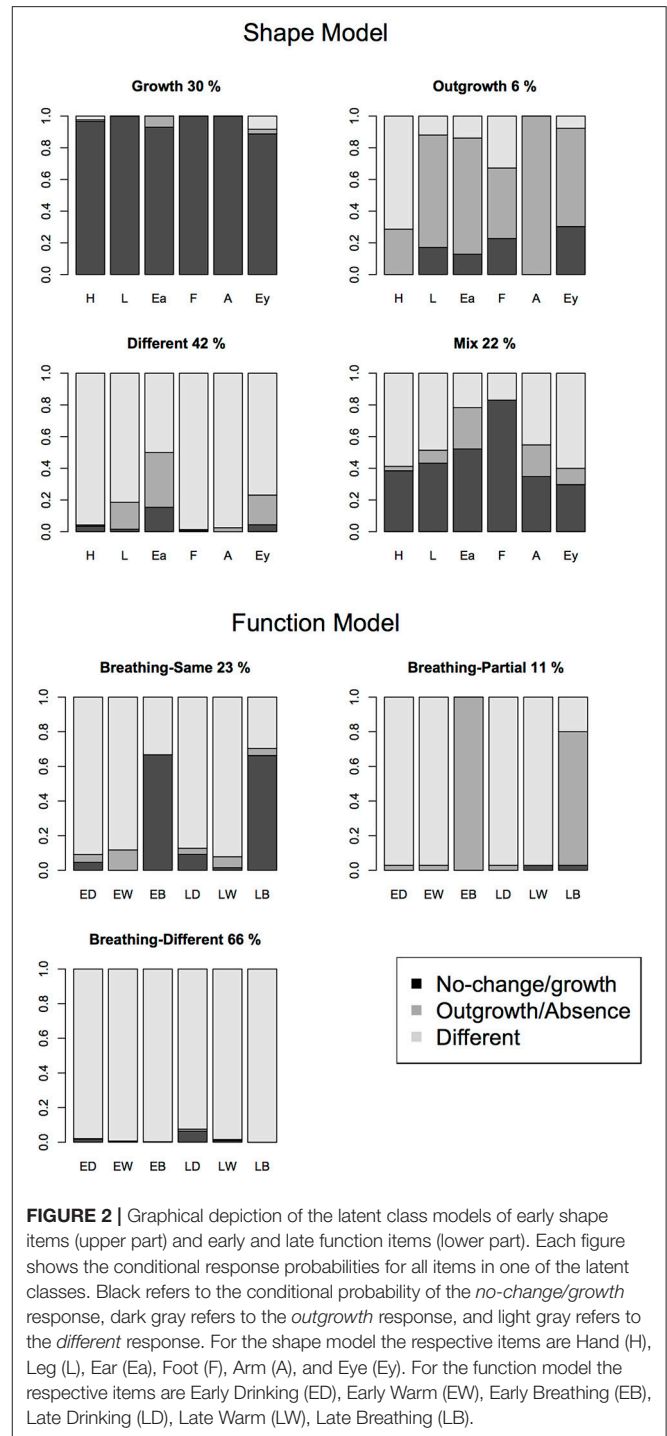 Shape Model
Growth 30 %
1.0
0.8
0.6
0.4
0.2
0.0
H L Ea F A Ey
Outgrowth 6 %
1.0
0.8
0.6
0.4
0.2
0.0
H L Ea F A Ey
Different 42 %
1.0
0.8
0.6
0.4
0.2
0.0
H L Ea F A Ey
Mix 22 %
1.0
0.8
0.6
0.4
0.2
0.0
H L Ea F A Ey
Function Model
Breathing-Same 23 %
1.0
0.8
0.6
0.4
0.2
0.0
ED EW EB LD LW LB
Breathing-Partial 11 %
1.0
0.8
0.6
0.4
0.2
0.0
ED EW EB LD LW LB
Breathing-Different 66 %
1.0
0.8
0.6
0.4
0.2
0.0
ED EW EB LD LW LB
No-change/growth
Outgrowth/Absence
Different
FIGURE 2 | Graphical depiction of the latent class models of early shape
items (upper part) and early and late function items (lower part). Each figure
shows the conditional response probabilities for all items in one of the latent
classes. Black refers to the conditional probability of the no-change/growth
response, dark gray refers to the outgrowth response, and light gray refers to
the different response. For the shape model the respective items are Hand (H),
Leg (L), Ear (Ea), Foot (F), Arm (A), and Eye (Ey). For the function model the
respective items are Early Drinking (ED), Early Warm (EW), Early Breathing (EB),
Late Drinking (LD), Late Warm (LW), Late Breathing (LB).